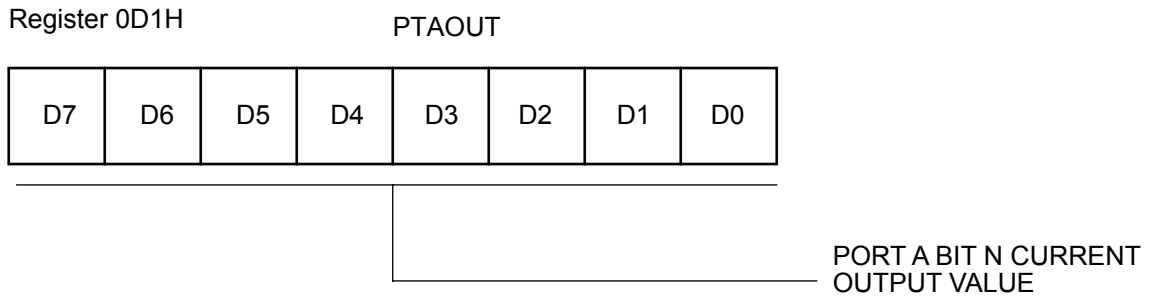 Register 0D1H
PTAOUT
D7 D6 D5 D4 D3 D2 D1 D0
PORT A BIT N CURRENT
OUTPUT VALUE